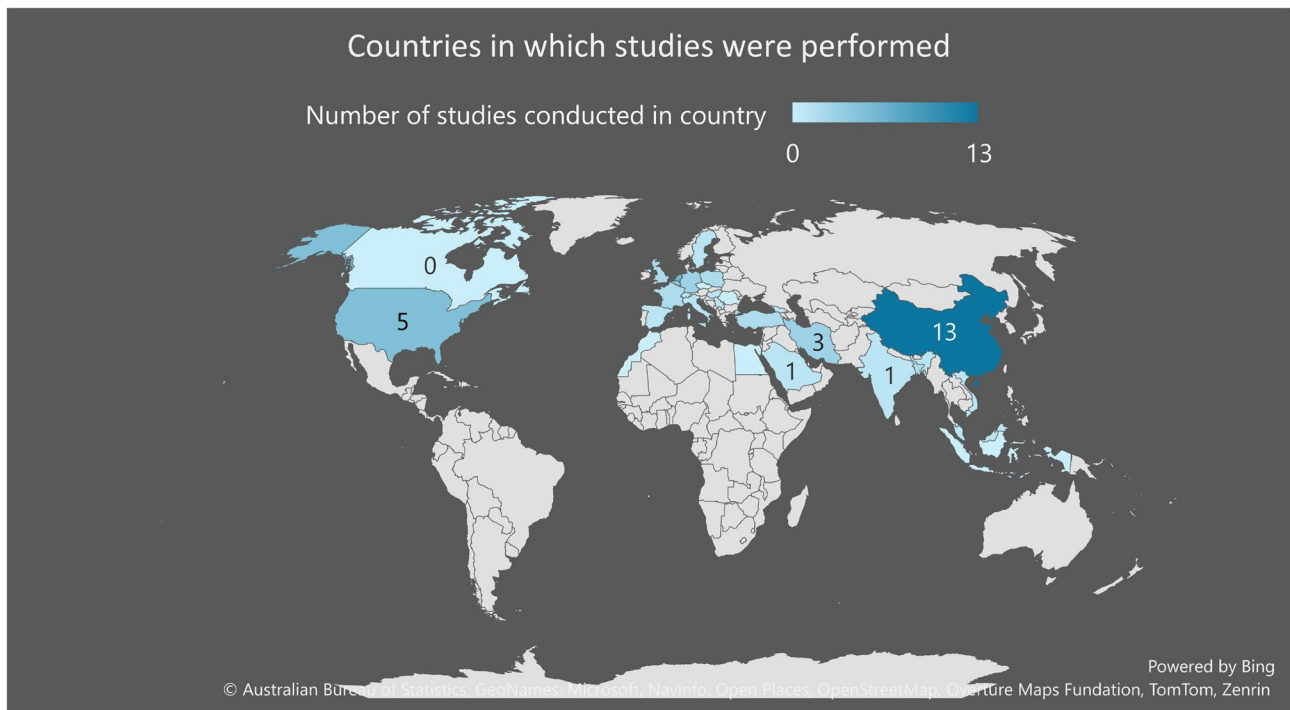 Countries in which studies were performed
Number of studies conducted in country
0 13
0
5
13
3
1
1
Powered by Bing
© Australian Bureau of Statistics, GeoNames, Microsoft, Navinfo, Open Places, OpenStreetMap, Overture Maps Fundation, TomTom, Zenrin